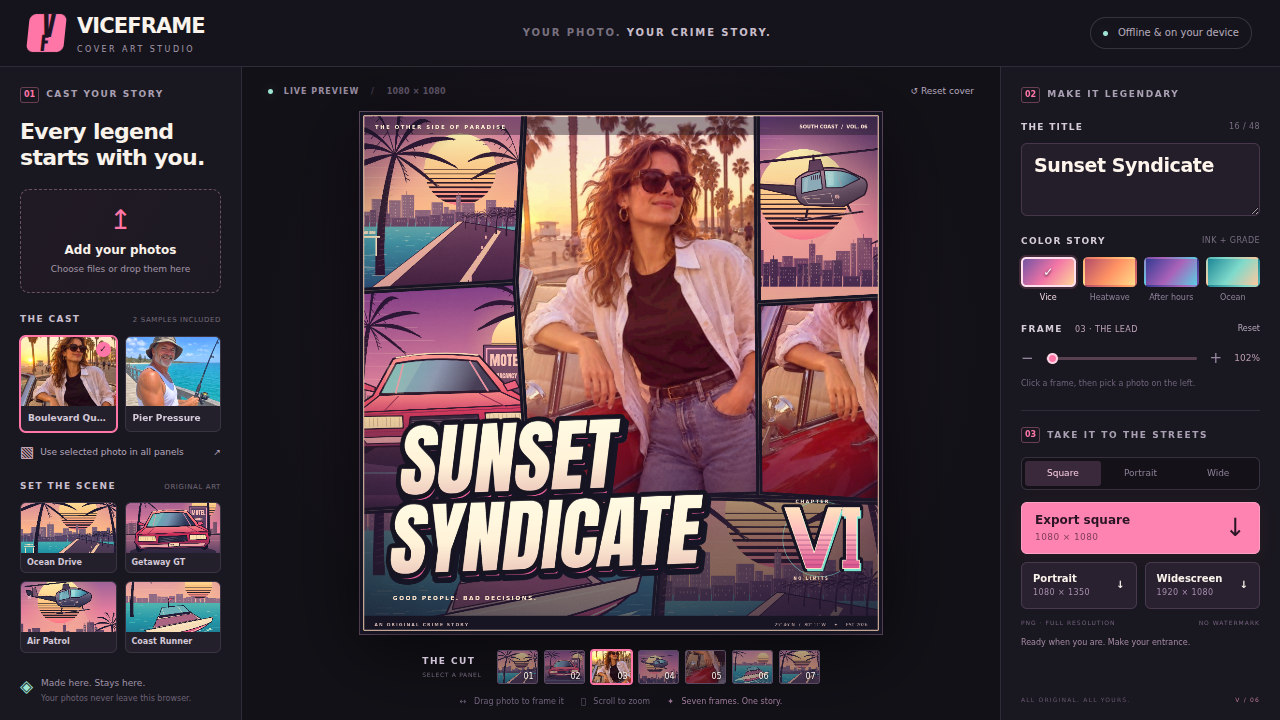 VICEFRAME
COVER ART STUDIO
YOUR PHOTO. YOUR CRIME STORY.
Offline & on your device
01 CAST YOUR STORY
Every legend
starts with you.
Add your photos
Choose files or drop them here
THE CAST 2 SAMPLES INCLUDED
Boulevard Qu... Pier Pressure
Use selected photo in all panels
SET THE SCENE ORIGINAL ART
Ocean Drive Getaway GT
Air Patrol Coast Runner
Made here. Stays here.
Your photos never leave this browser.
LIVE PREVIEW / 1080 × 1080
Reset cover
THE OTHER SIDE OF PARADISE
SOUTH COAST / VOL. 06
MOTEL
VACANCY
SUNSET
SYNDICATE
GOOD PEOPLE. BAD DECISIONS.
CHAPTER
VI
NO LIMITS
AN ORIGINAL CRIME STORY
THE CUT
SELECT A PANEL
01 02 03 04 05 06 07
Drag photo to frame it Scroll to zoom Seven frames. One story.
02 MAKE IT LEGENDARY
THE TITLE 16 / 48
Sunset Syndicate
COLOR STORY INK + GRADE
Vice Heatwave After hours Ocean
FRAME 03 · THE LEAD Reset
− + 102%
Click a frame, then pick a photo on the left.
03 TAKE IT TO THE STREETS
Square Portrait Wide
Export square
1080 × 1080
Portrait
1080 × 1350
Widescreen
1920 × 1080
PNG · FULL RESOLUTION NO WATERMARK
Ready when you are. Make your entrance.
ALL ORIGINAL. ALL YOURS. V / 06